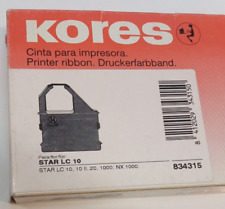 KORES
Cinta para impresora.
Printer ribbon. Druckerfarbband.
STAR LC 10
STAR LC 10, 10 II, 20, 1000, NX 1000
834315